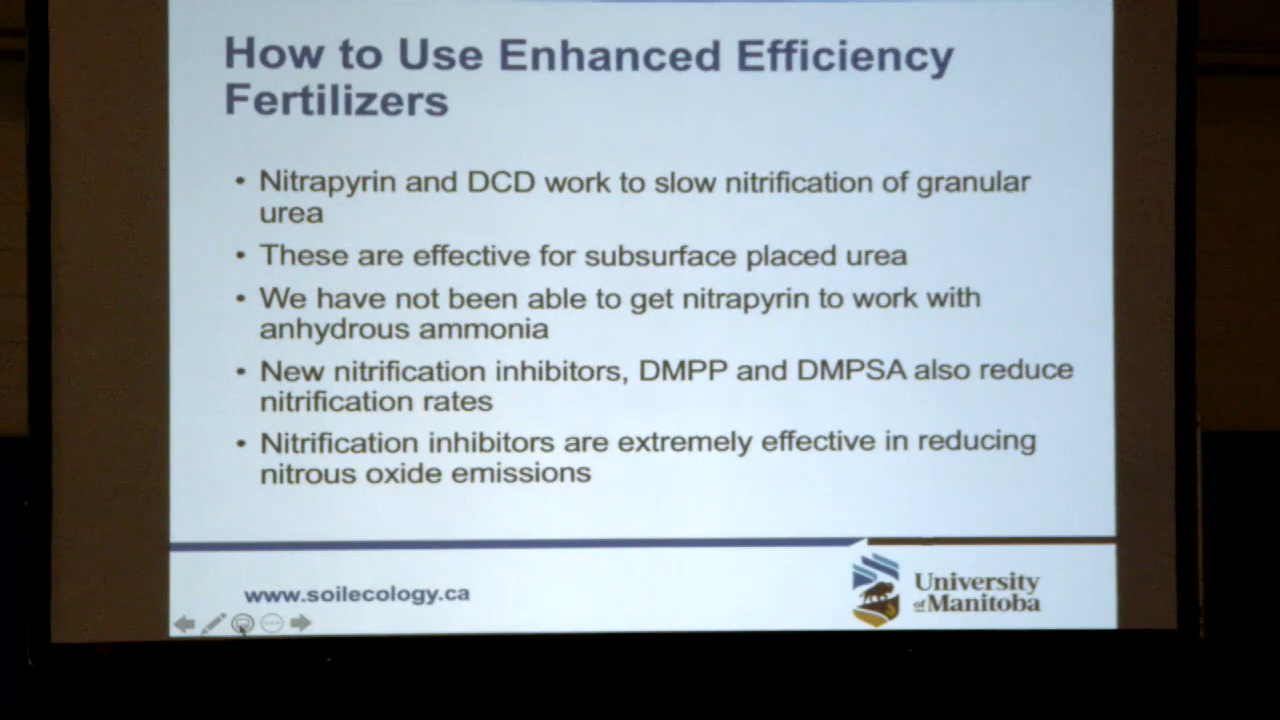 How to Use Enhanced Efficiency
Fertilizers
• Nitrapyrin and DCD work to slow nitrification of granular
urea
• These are effective for subsurface placed urea
• We have not been able to get nitrapyrin to work with
anhydrous ammonia
• New nitrification inhibitors, DMPP and DMPSA also reduce
nitrification rates
• Nitrification inhibitors are extremely effective in reducing
nitrous oxide emissions
www.soilecology.ca
University
of Manitoba